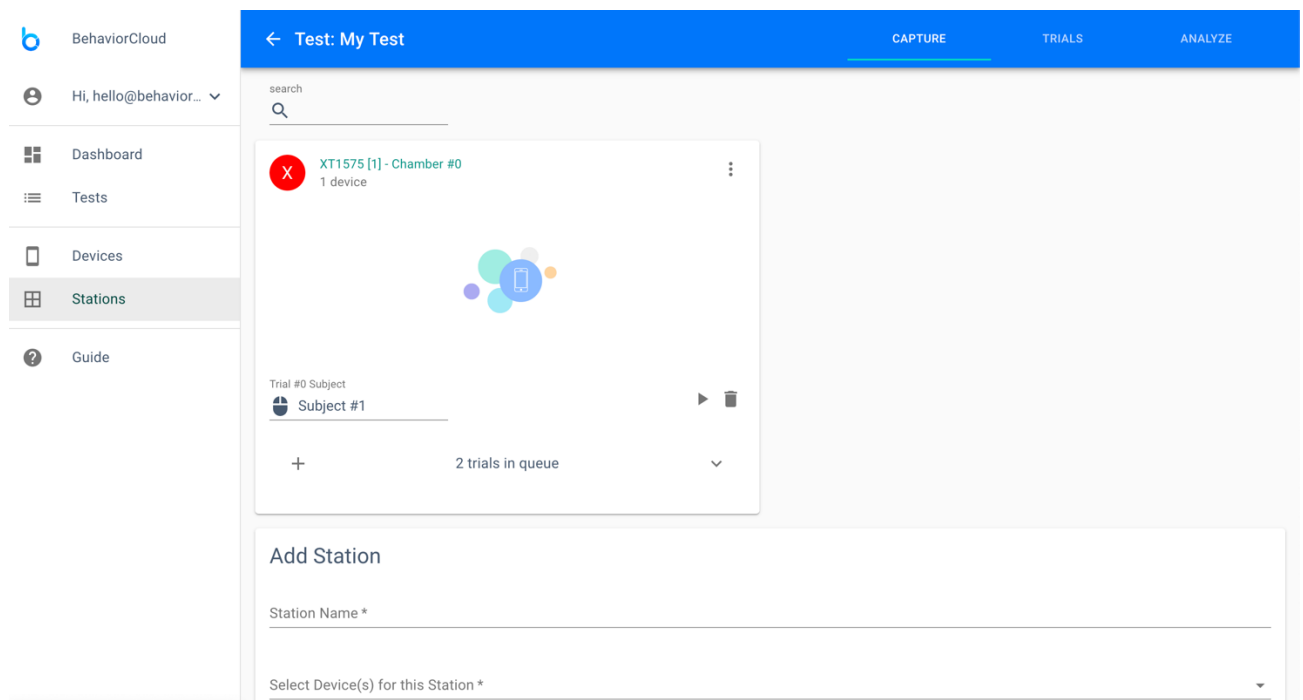 BehaviorCloud
Hi, hello@behavior...
Dashboard
Tests
Devices
Stations
Guide
Test: My Test
CAPTURE
TRIALS
ANALYZE
search
X
XT1575 [1] - Chamber #0
1 device
Trial #0 Subject
Subject #1
2 trials in queue
Add Station
Station Name *
Select Device(s) for this Station *